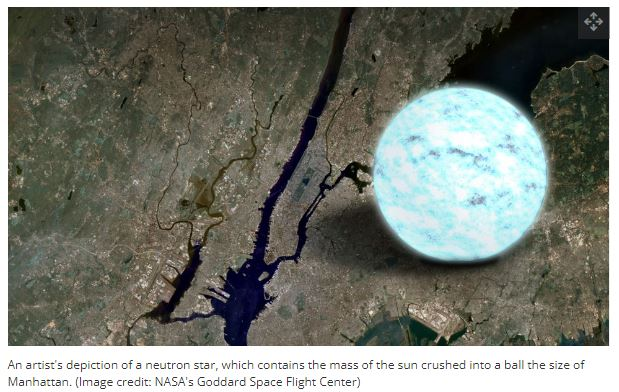 An artist's depiction of a neutron star, which contains the mass of the sun crushed into a ball the size of
Manhattan. (Image credit: NASA's Goddard Space Flight Center)